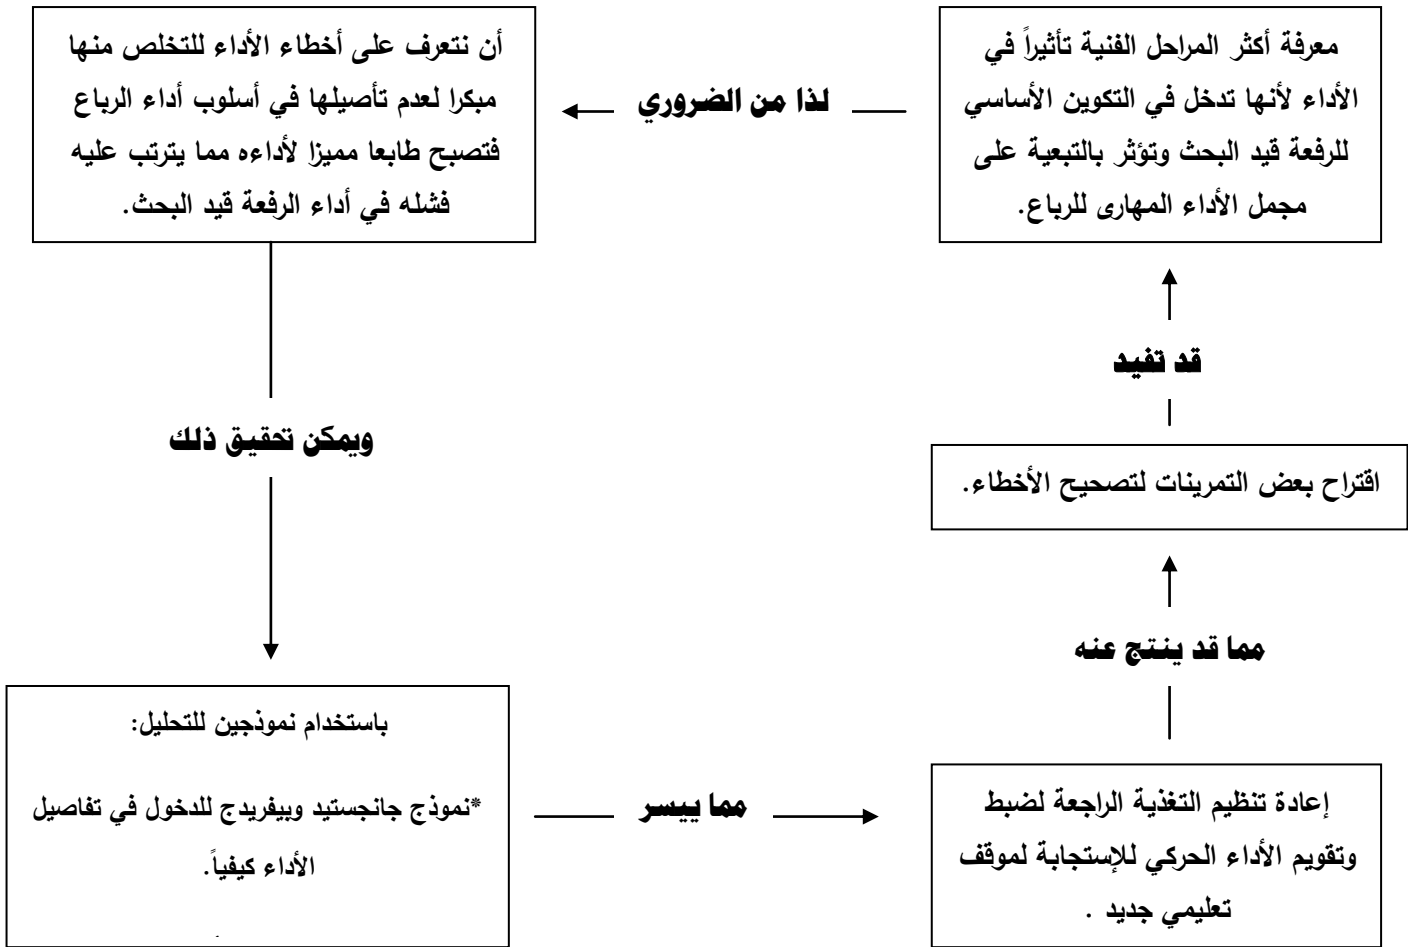 معرفة أكثر المراحل الفنية تأثيراً في
الأداء لأنها تدخل في التكوين الأساسي
للرفعة قيد البحث وتؤثر بالتبعية على
مجمل الأداء المهارى للرباع.
لذا من الضروري
أن نتعرف على أخطاء الأداء للتخلص منها
مبكرا لعدم تأصيلها في أسلوب أداء الرباع
فتصبح طابعا مميزا لأداءه مما يترتب عليه
فشله في أداء الرفعة قيد البحث.
ويمكن تحقيق ذلك
باستخدام نموذجين للتحليل:
*نموذج جانجستيد وبيفريدج للدخول في تفاصيل
الأداء كيفياً.
مما ييسر
إعادة تنظيم التغذية الراجعة لضبط
وتقويم الأداء الحركي للإستجابة لموقف
تعليمي جديد .
مما قد ينتج عنه
اقتراح بعض التمرينات لتصحيح الأخطاء.
قد تفيد